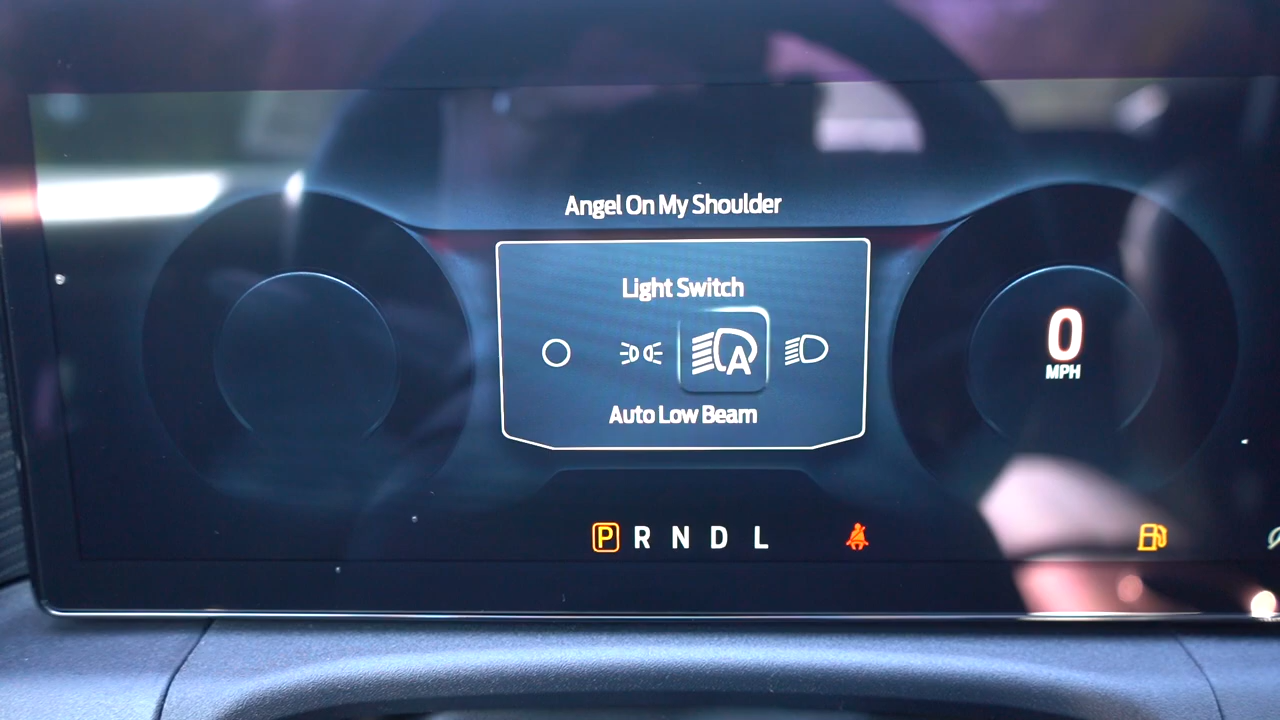 Angel On My Shoulder
Light Switch
A
Auto Low Beam
0
MPH
P R N D L